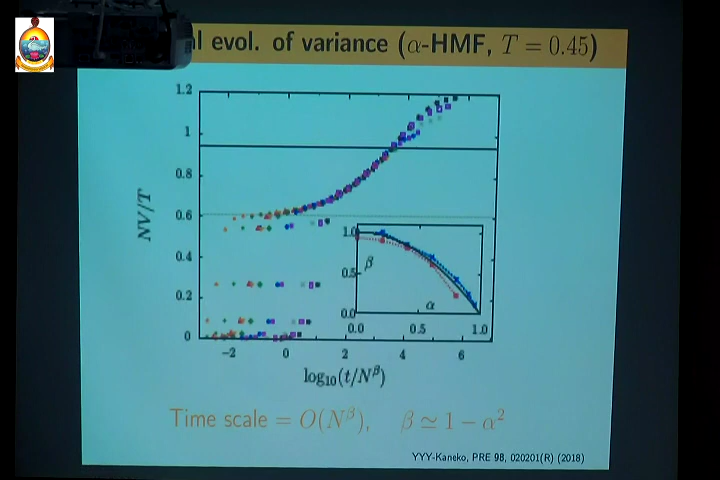 al evol. of variance (α-HMF, T = 0.45)
1.2
1
0.8
0.6
0.4
0.2
0
NV/T
−2 0 2 4 6
log₁₀(t/N^β)
1.0
0.5
0.0
β
α
0.0 0.5 1.0
Time scale = O(N^β), β ≃ 1 − α²
YYY-Kaneko, PRE 98, 020201(R) (2018)